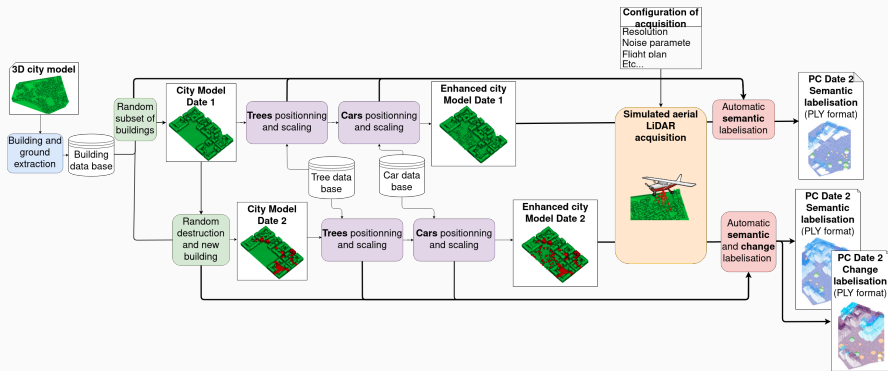 3D city model
Building and
ground
extraction
Building
data base
Random
subset of
buildings
City Model
Date 1
Trees positionning
and scaling
Cars positionning
and scaling
Enhanced city
Model Date 1
Configuration of
acquisition
Resolution
Noise paramete
Flight plan
Etc...
Simulated aerial
LiDAR
acquisition
Automatic
semantic
labelisation
PC Date 2
Semantic
labelisation
(PLY format)
Tree data
base
Car data
base
Random
destruction
and new
building
City Model
Date 2
Trees positionning
and scaling
Cars positionning
and scaling
Enhanced city
Model Date 2
Automatic
semantic
and change
labelisation
PC Date 2
Semantic
labelisation
(PLY format)
PC Date 2
Change
labelisation
(PLY format)